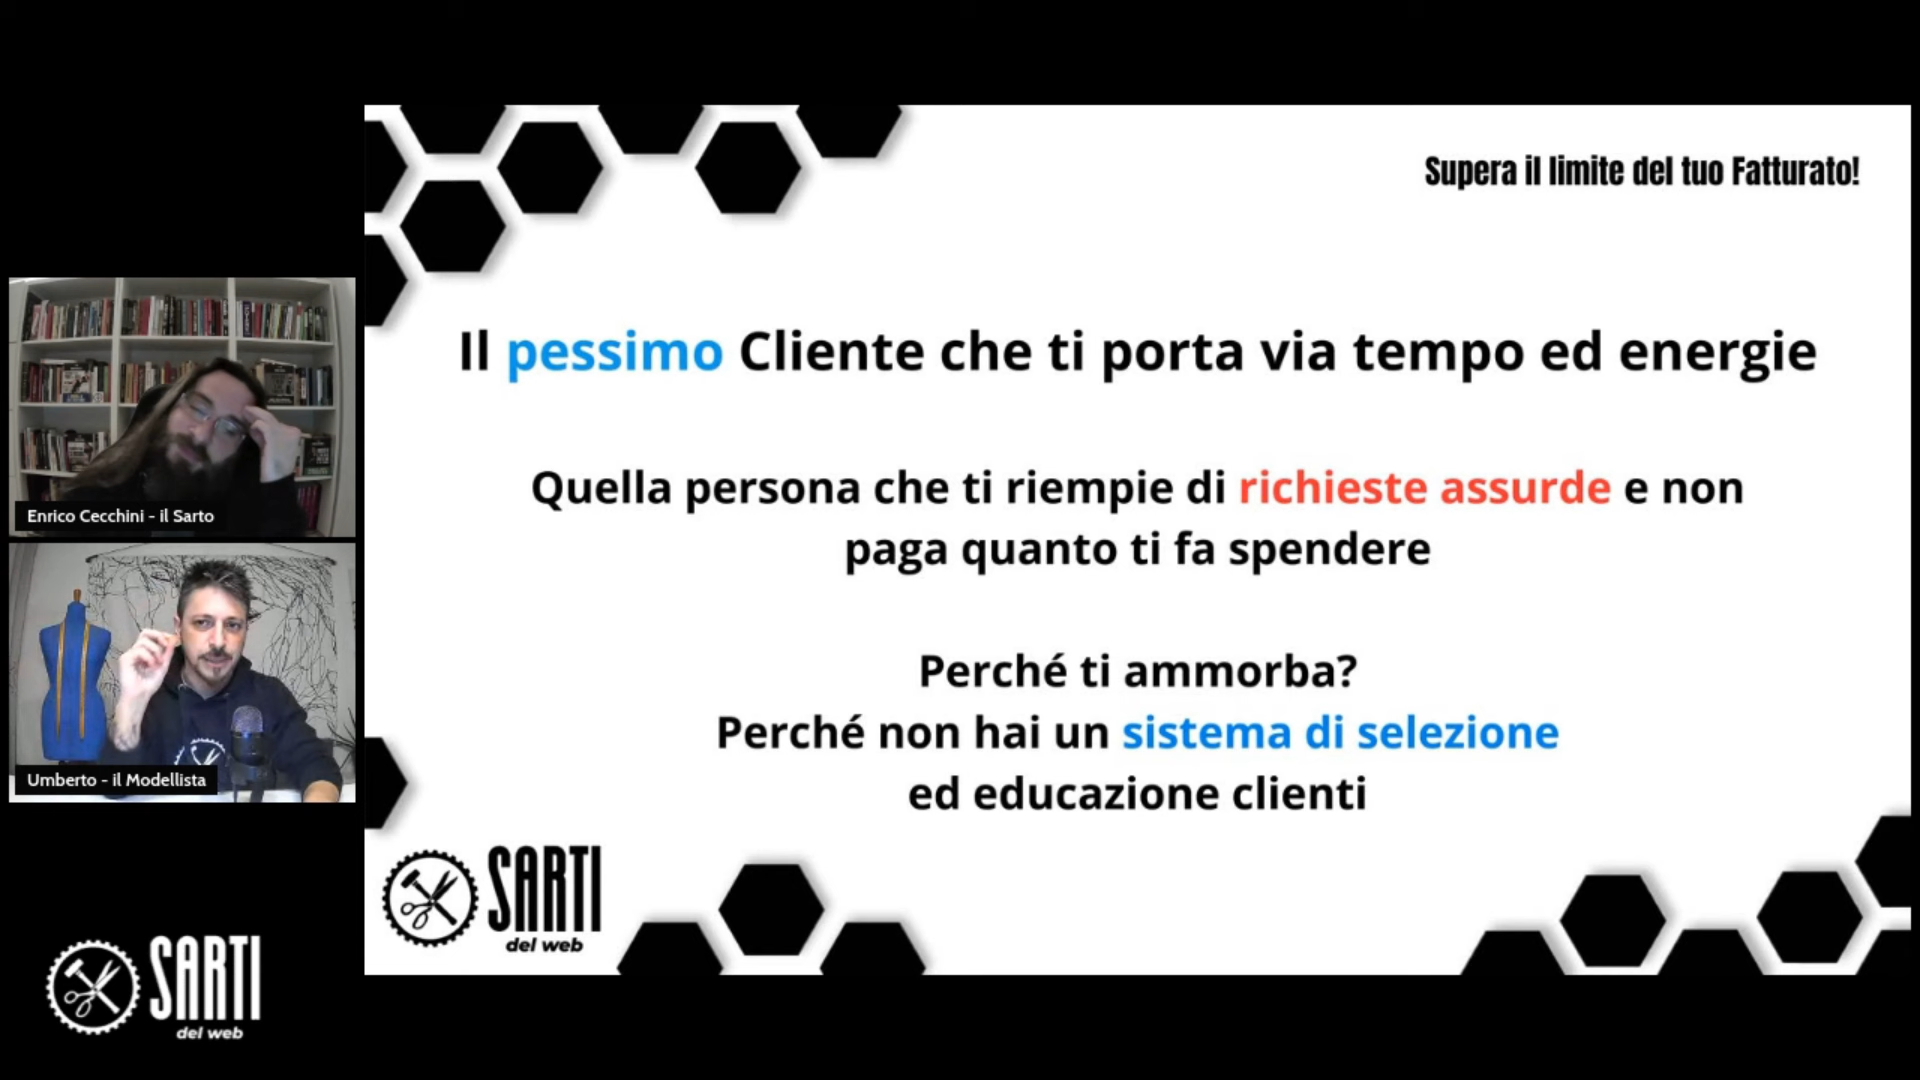 Supera il limite del tuo Fatturato!
Il pessimo Cliente che ti porta via tempo ed energie
Quella persona che ti riempie di richieste assurde e non
paga quanto ti fa spendere
Perché ti ammorba?
Perché non hai un sistema di selezione
ed educazione clienti
Enrico Cecchini - il Sarto
Umberto - il Modellista
SARTI
del web
SARTI
del web